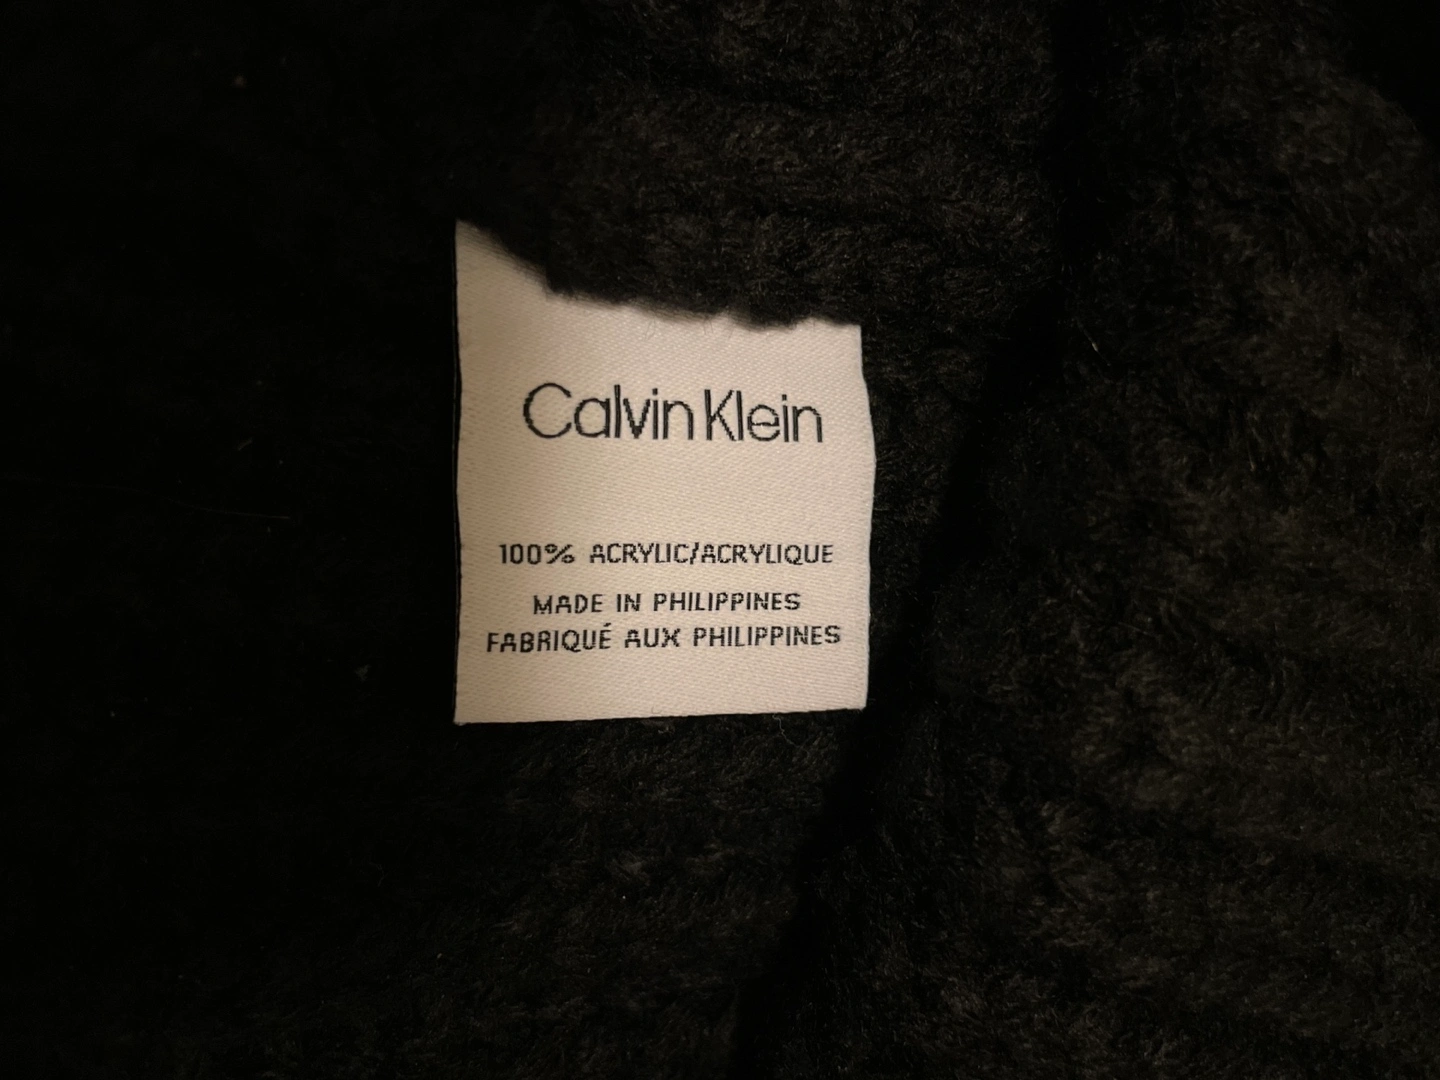 Calvin Klein
100% ACRYLIC/ACRYLIQUE
MADE IN PHILIPPINES
FABRIQUÉ AUX PHILIPPINES